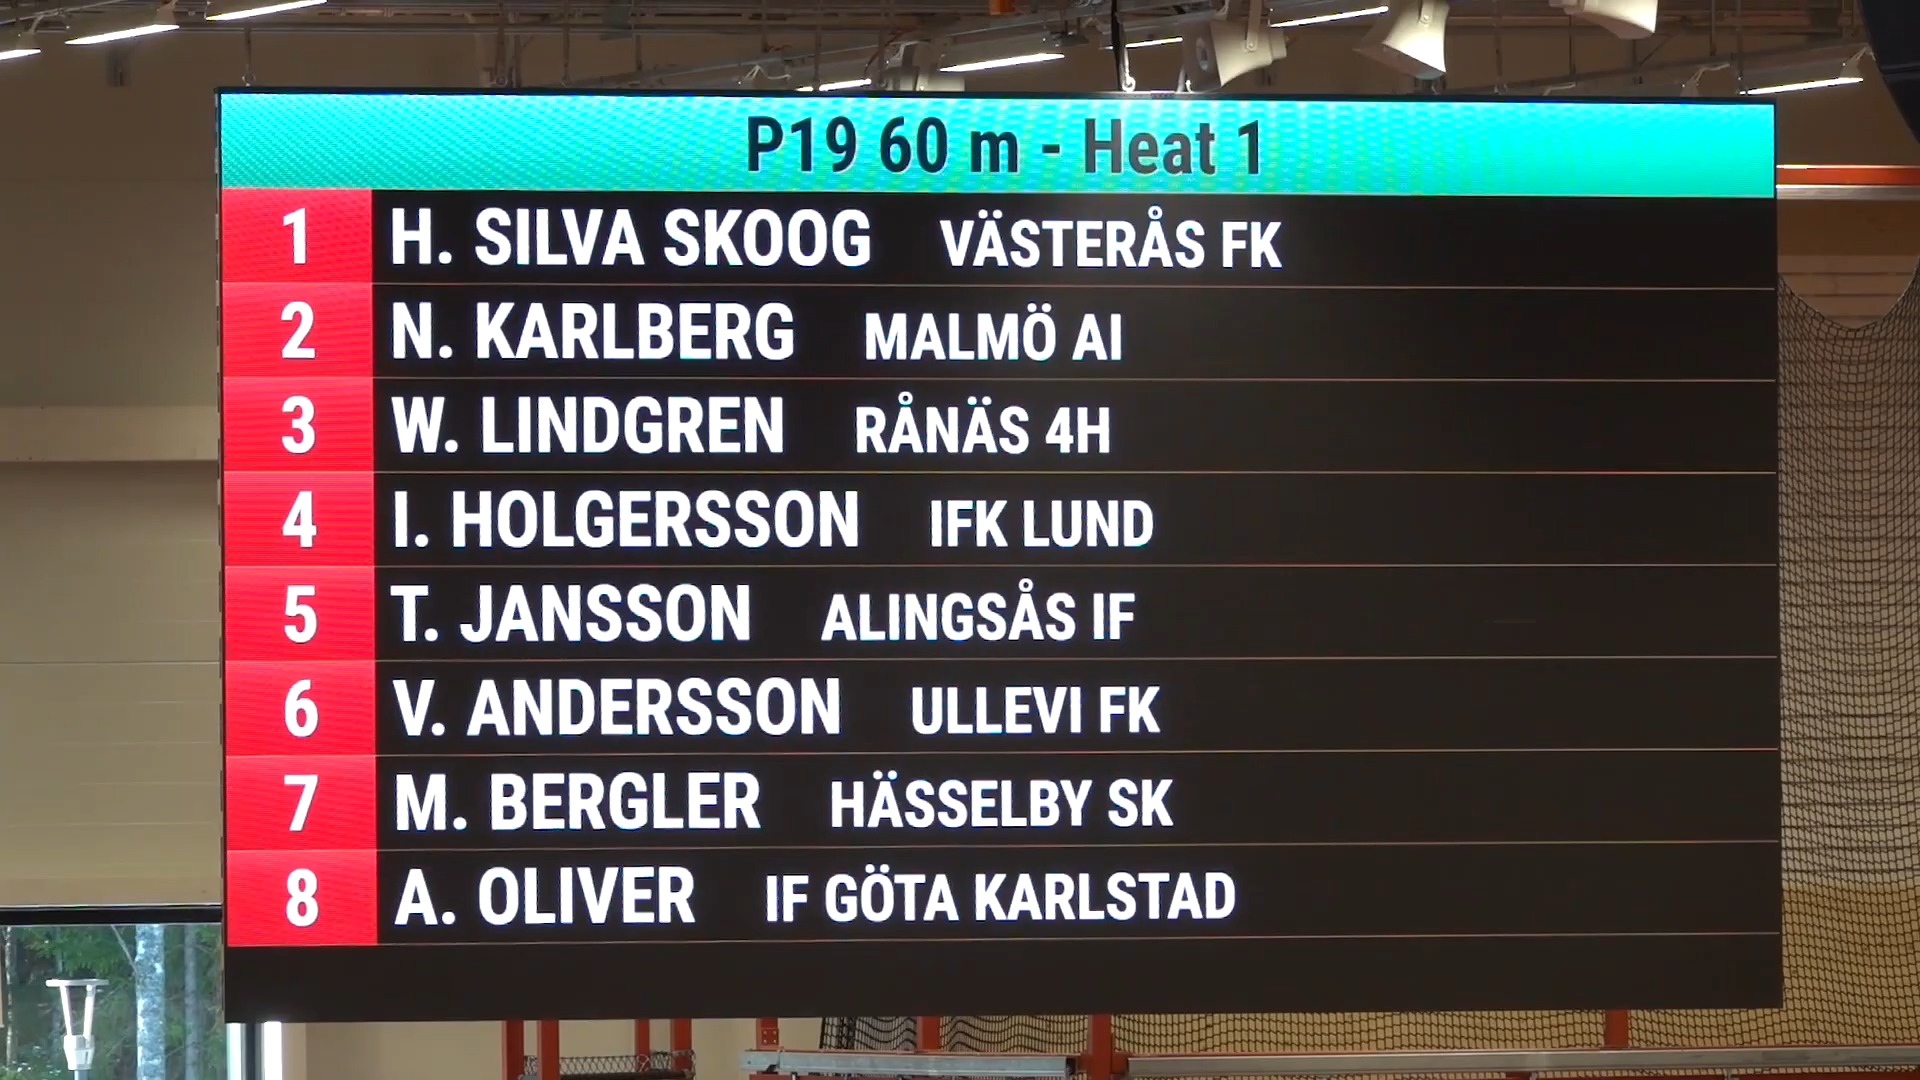 P19 60 m - Heat 1
1 H. SILVA SKOOG VÄSTERÅS FK
2 N. KARLBERG MALMÖ AI
3 W. LINDGREN RÅNÄS 4H
4 I. HOLGERSSON IFK LUND
5 T. JANSSON ALINGSÅS IF
6 V. ANDERSSON ULLEVI FK
7 M. BERGLER HÄSSELBY SK
8 A. OLIVER IF GÖTA KARLSTAD